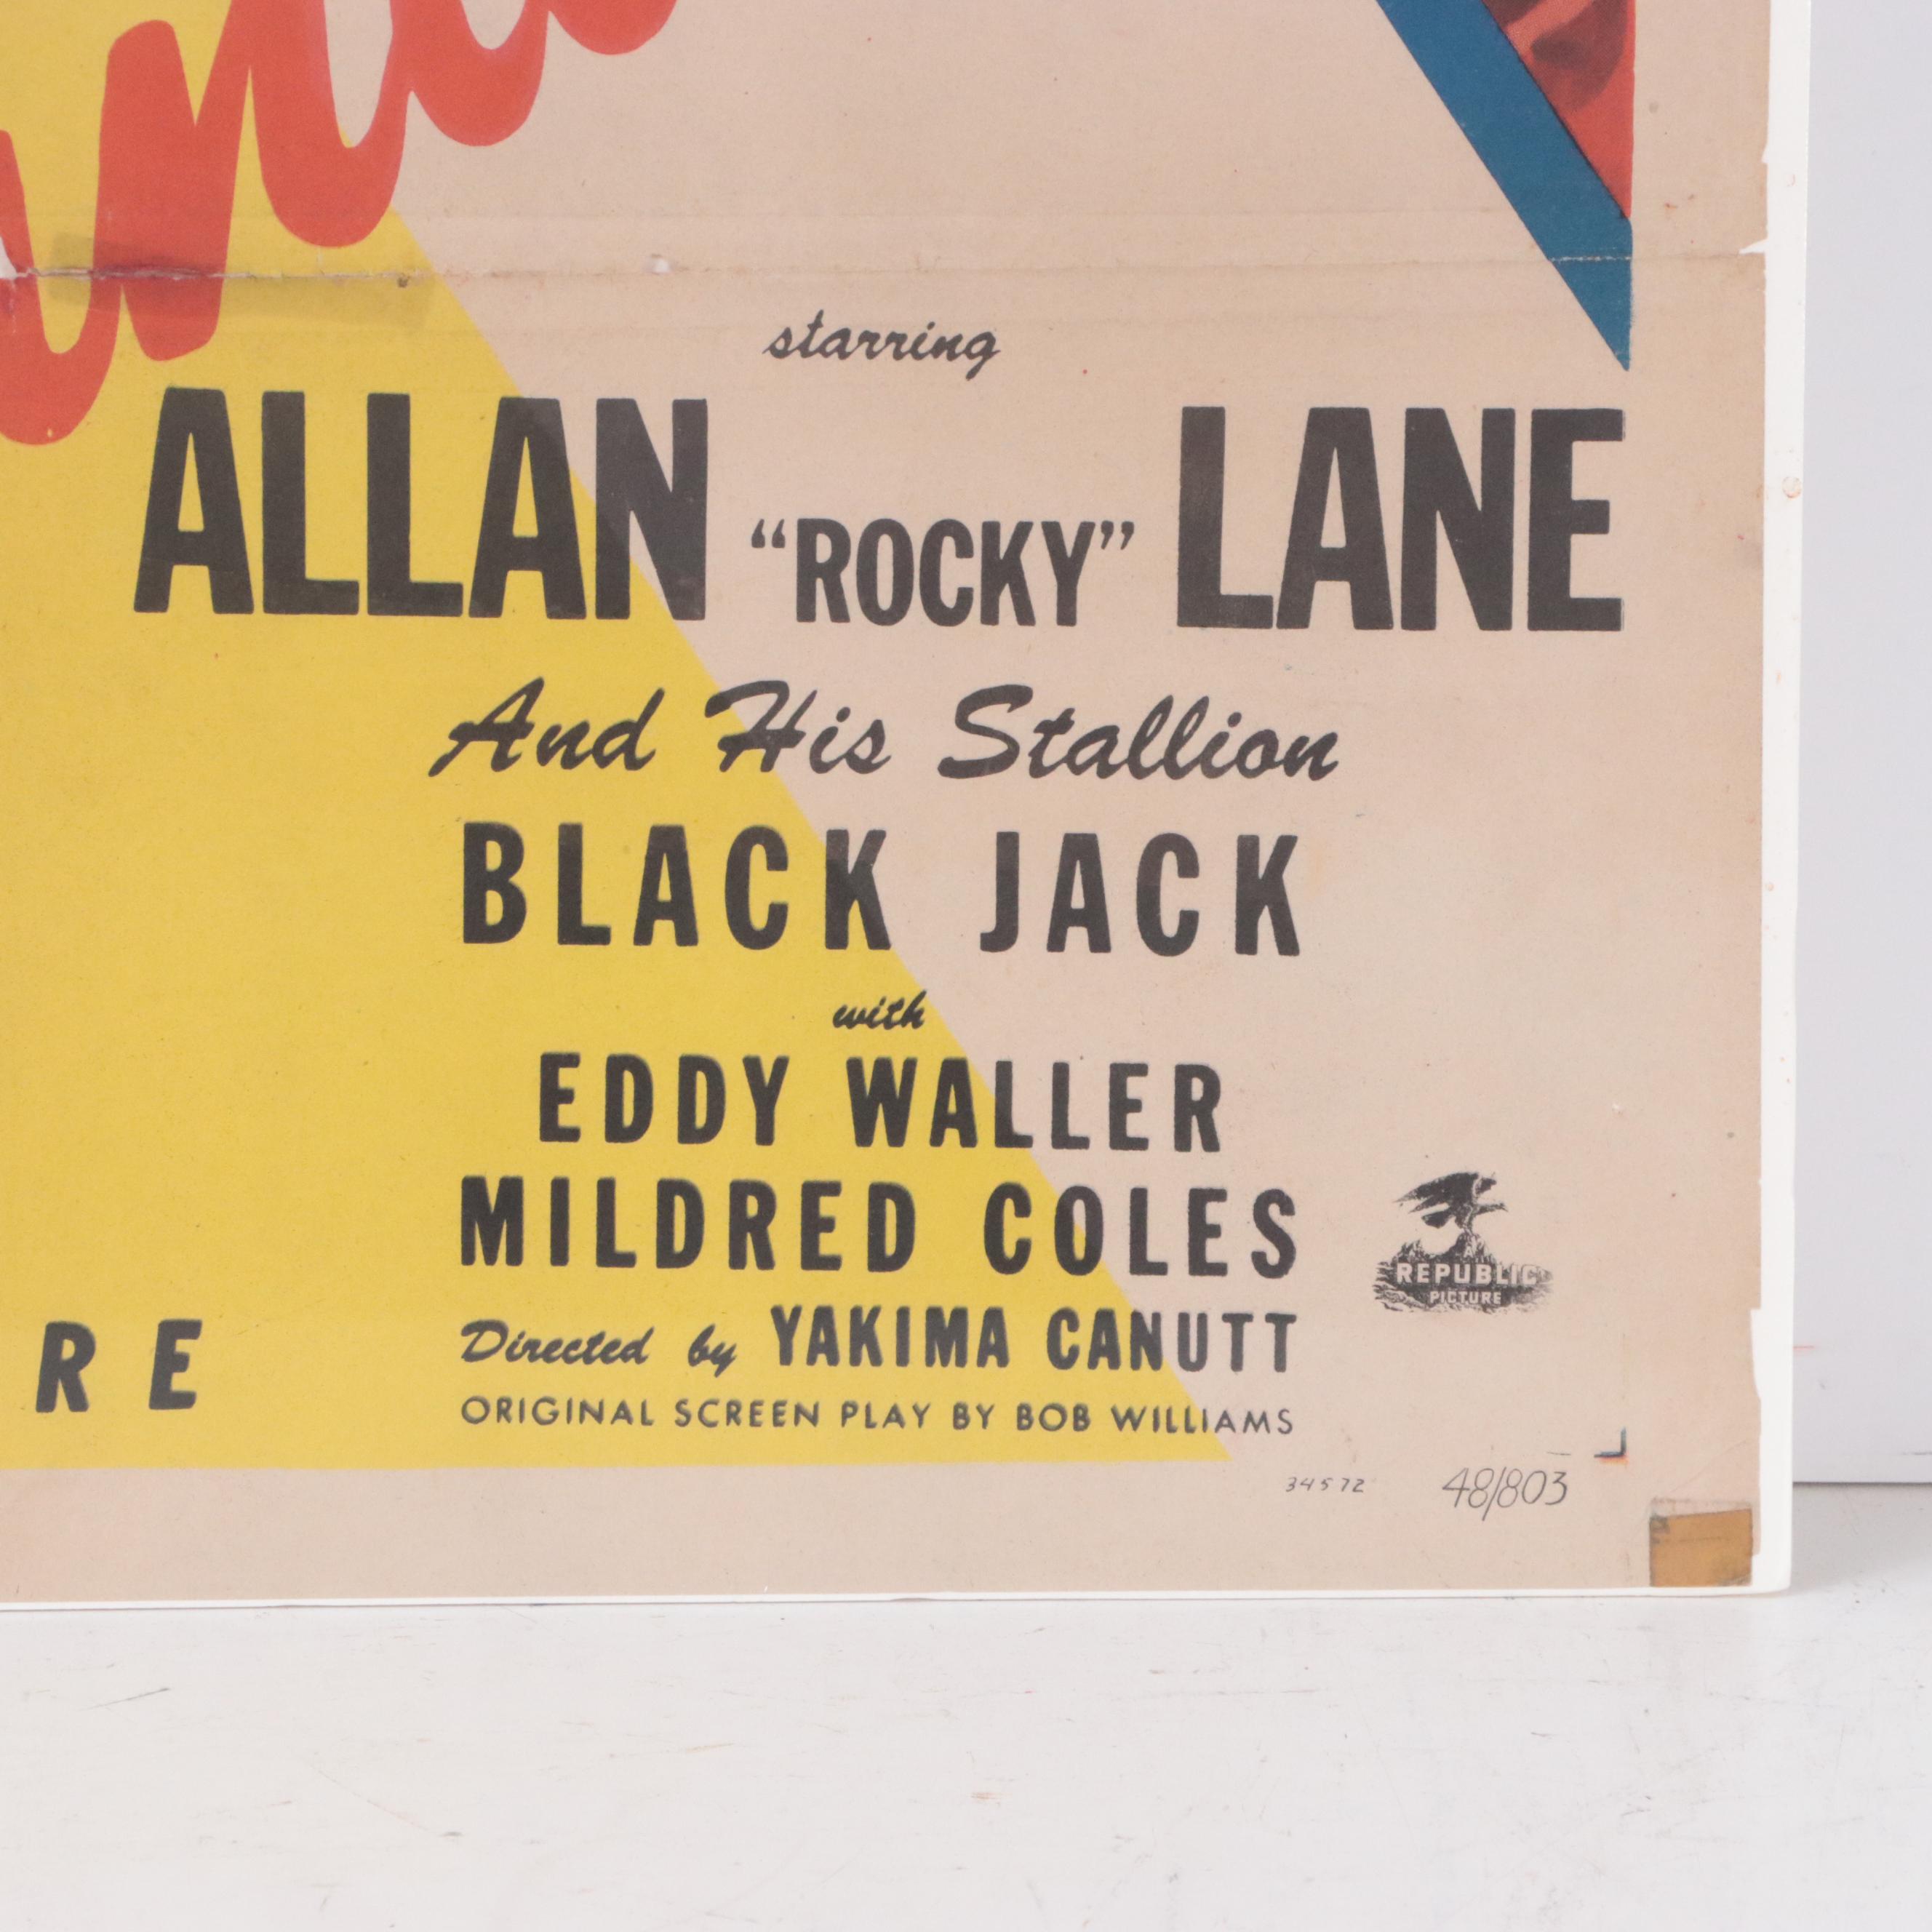 starring
ALLAN "ROCKY" LANE
And His Stallion
BLACK JACK
with
EDDY WALLER
MILDRED COLES
REPUBLIC
PICTURE
Directed by YAKIMA CANUTT
RE
ORIGINAL SCREEN PLAY BY BOB WILLIAMS
34572 48/803